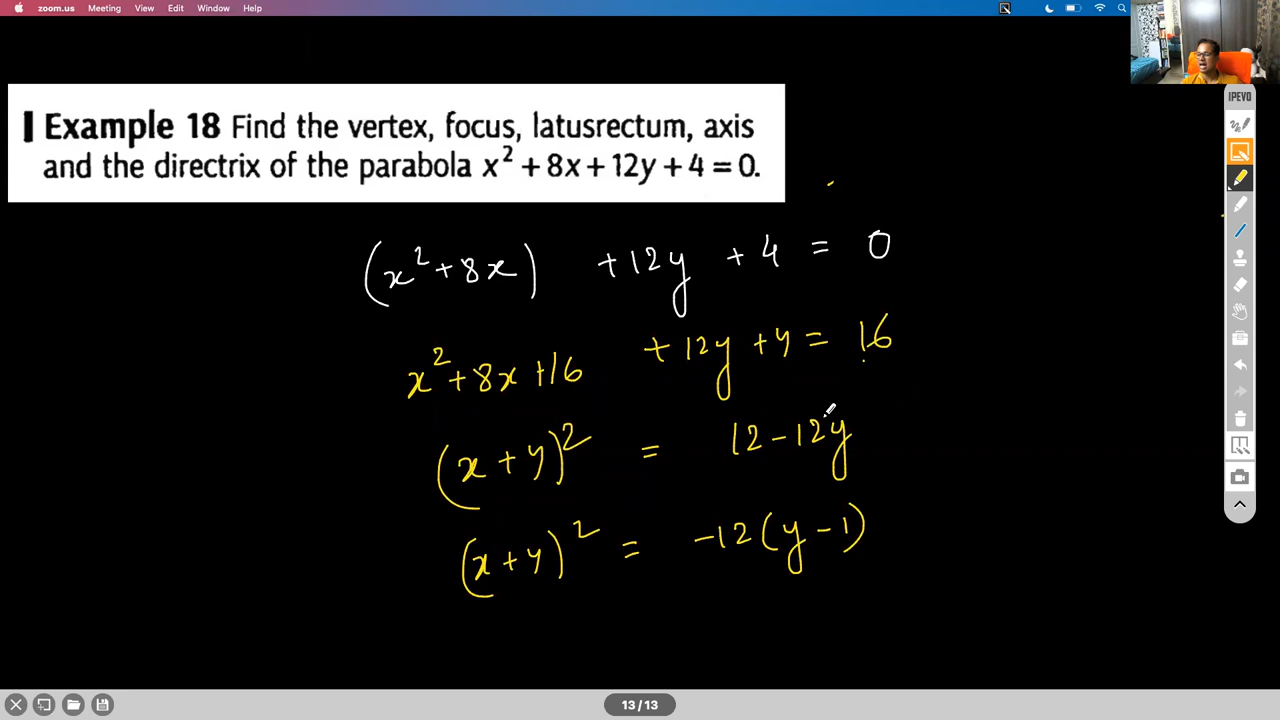 zoom.us Meeting View Edit Window Help
IPEVO
Example 18 Find the vertex, focus, latusrectum, axis
and the directrix of the parabola x² + 8x + 12y + 4 = 0.
(x² + 8x) + 12y + 4 = 0
x² + 8x + 16 + 12y + 4 = 16
(x + 4)² = 12 - 12y
(x + 4)² = -12(y - 1)
13/13